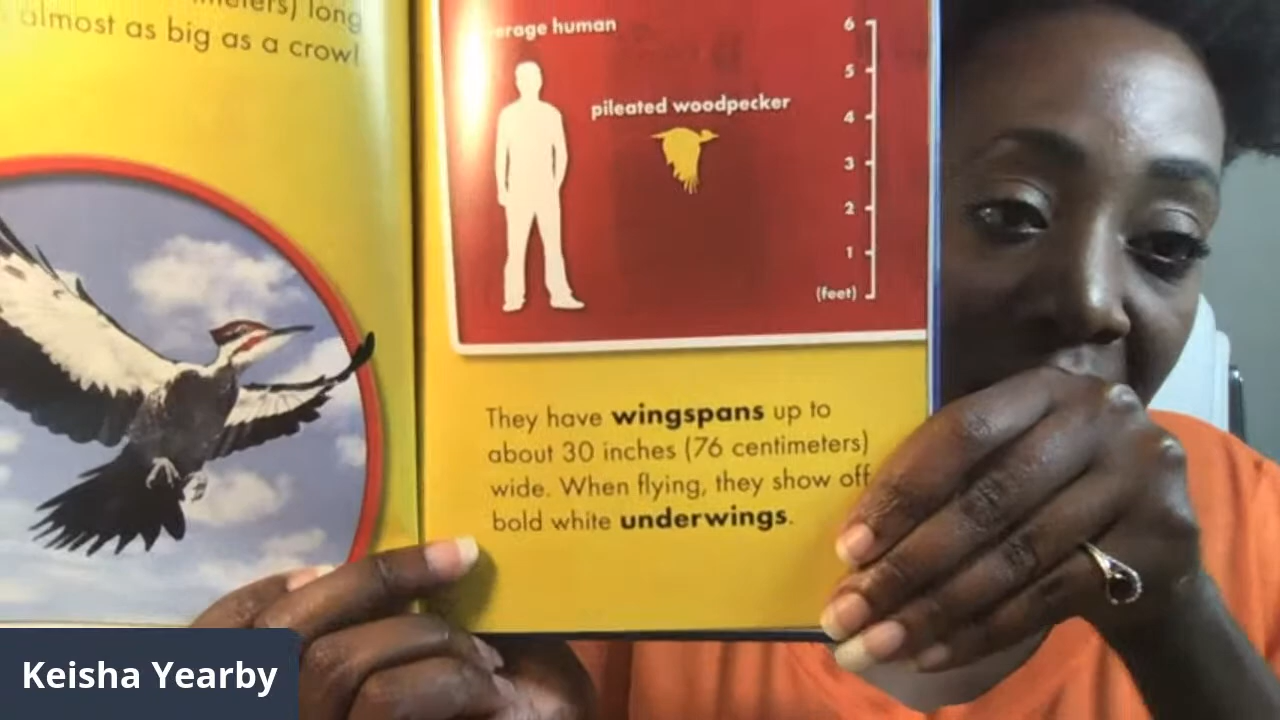 long
almost as big as a crow!
erage human
pileated woodpecker
6
5
4
3
2
1
(feet)
They have wingspans up to
about 30 inches (76 centimeters)
wide. When flying, they show off
bold white underwings.
Keisha Yearby